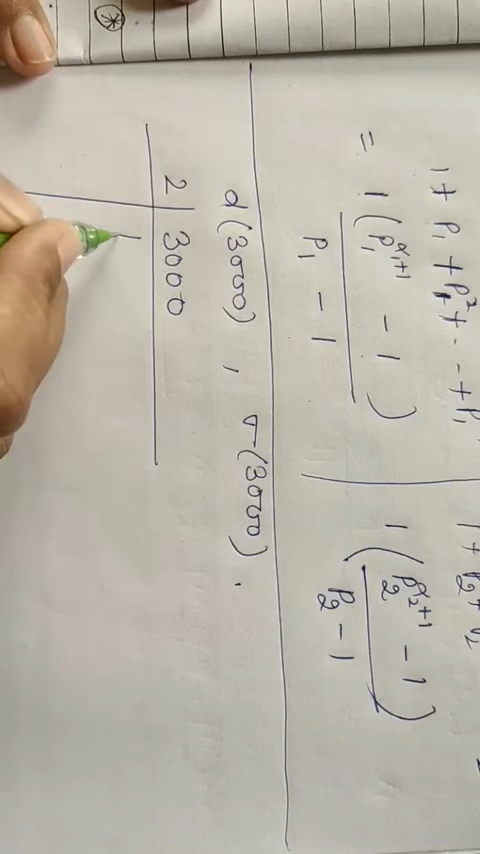 1 + p₁ + p₁² + - - + p₁
= 1 (p₁^(α₁+1) - 1) / p₁ - 1
1 (p₂^(α₂+1) - 1) / p₂ - 1
d(3000) , σ(3000) .
2 | 3000
1